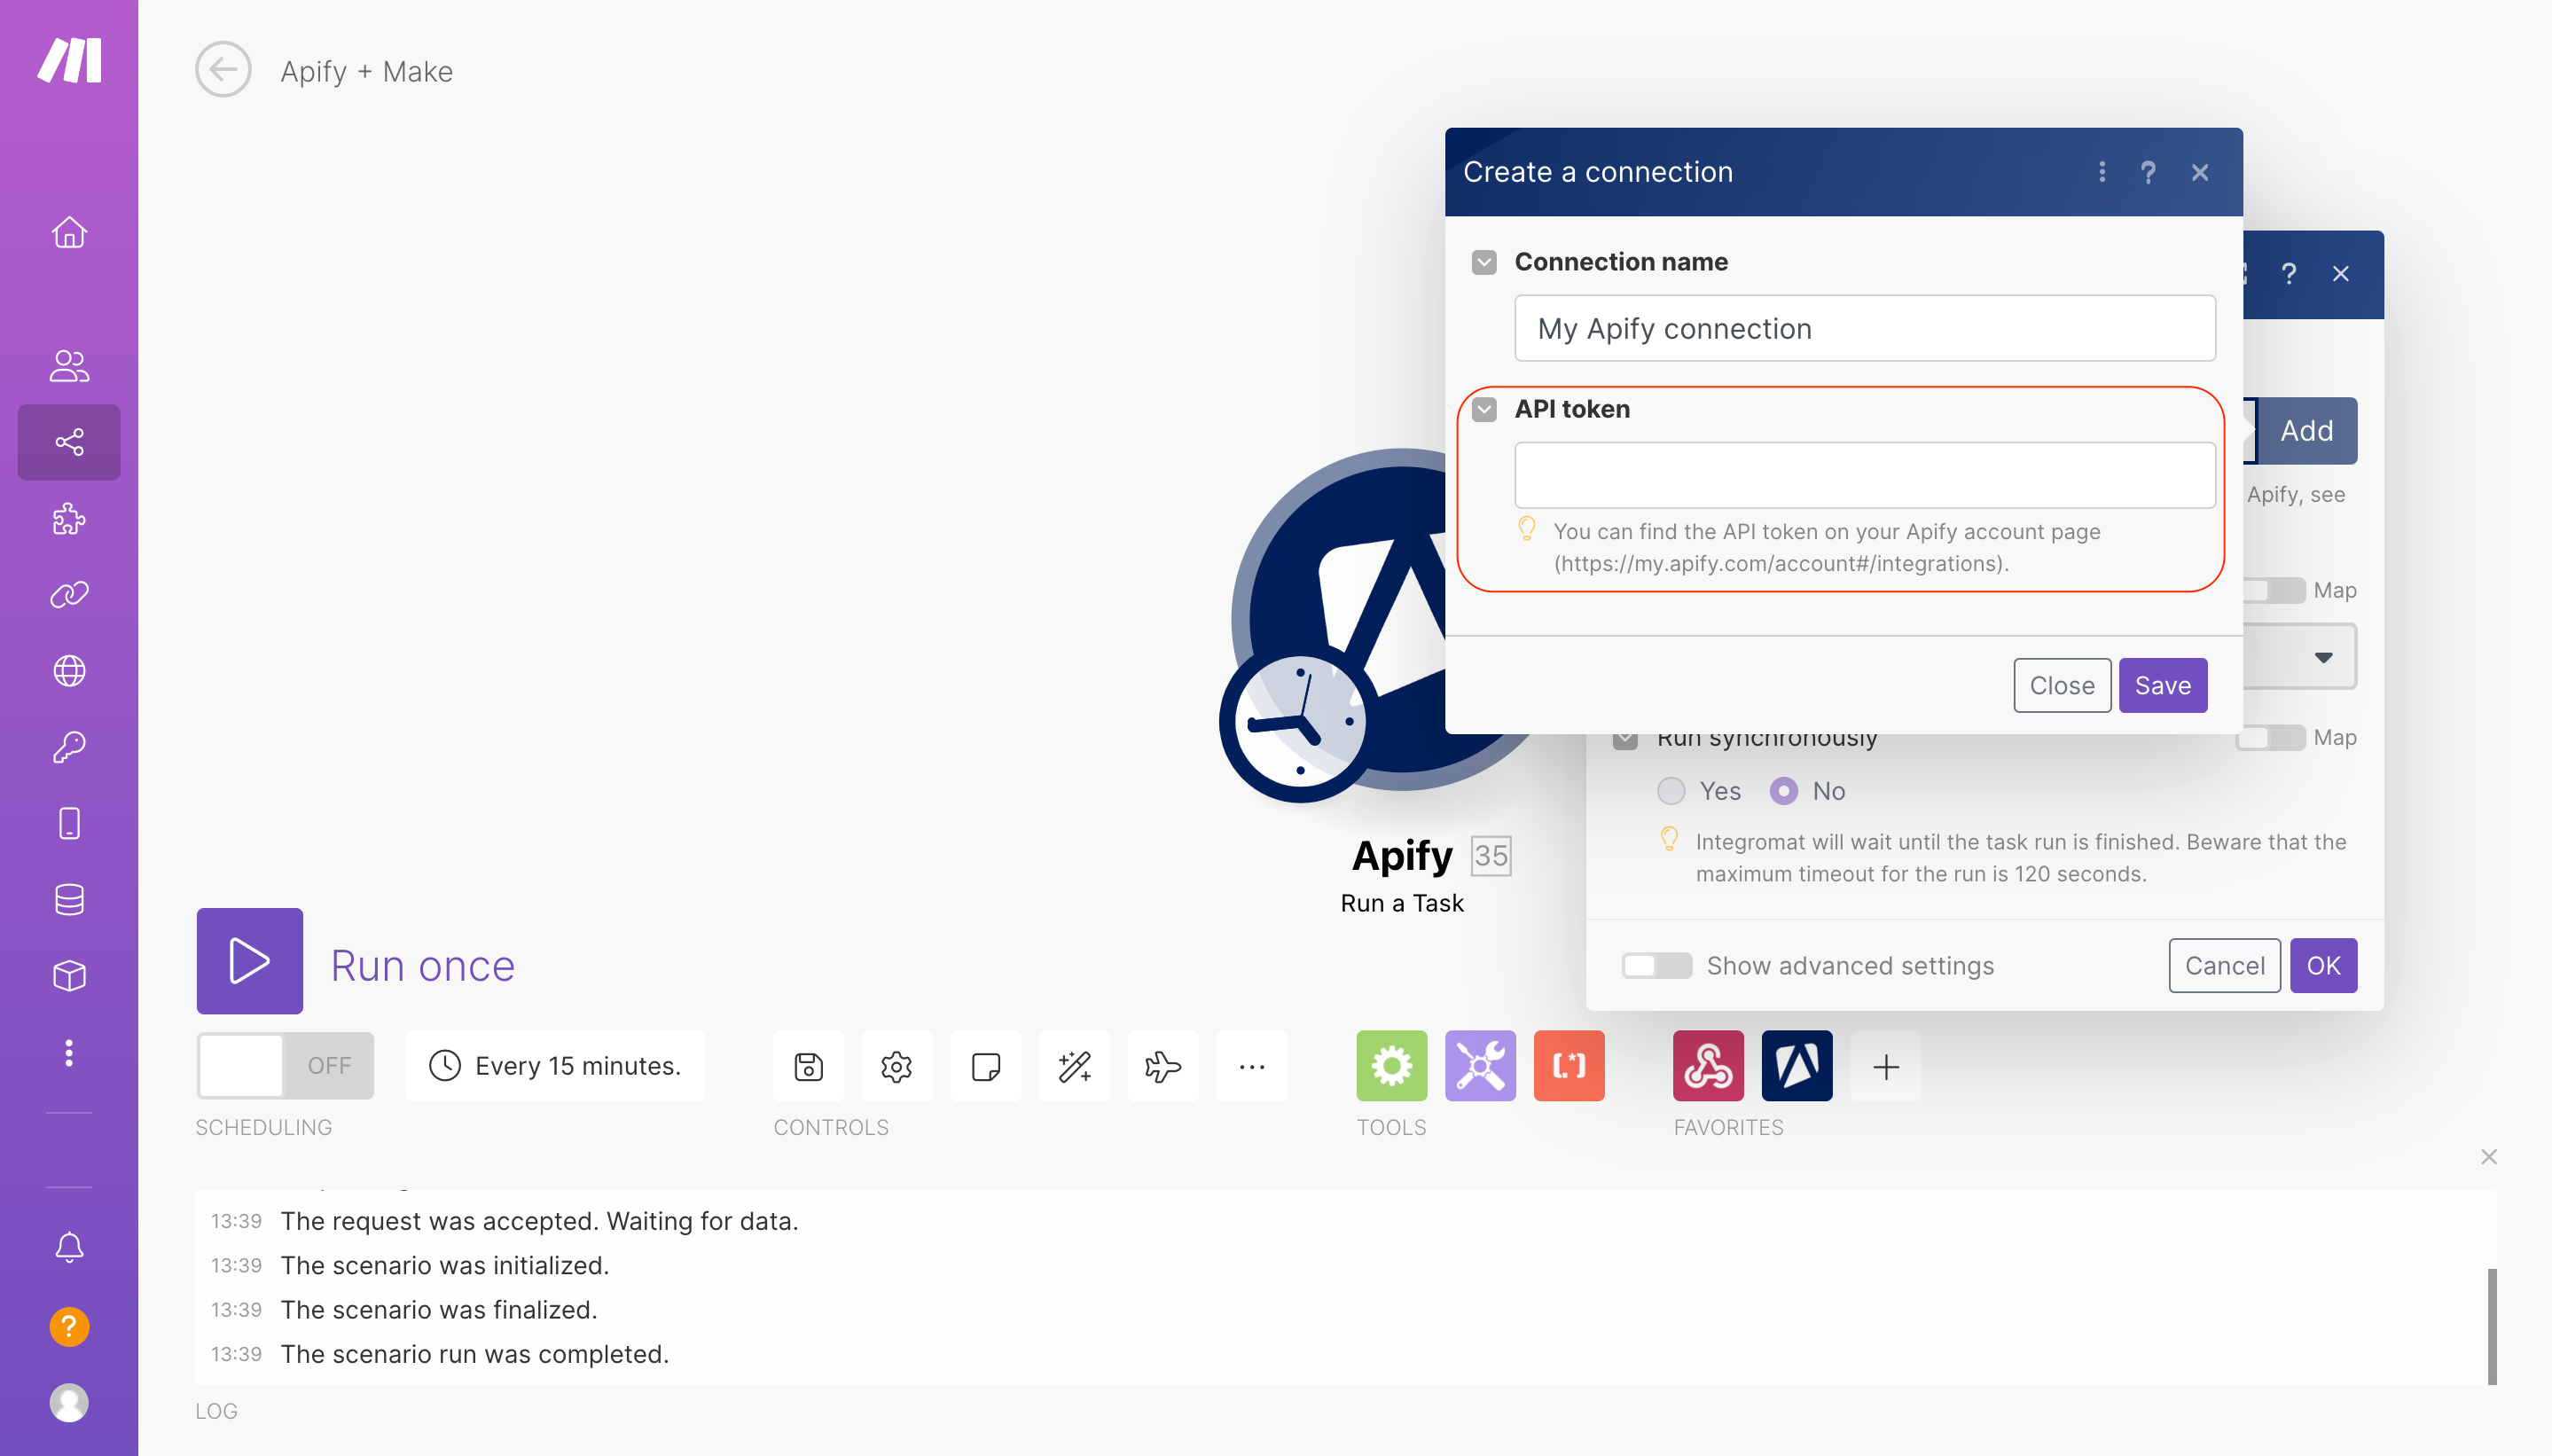 Apify + Make
Create a connection
?
Connection name
My Apify connection
API token
You can find the API token on your Apify account page
(https://my.apify.com/account#/integrations).
Close
Save
?
Add
Apify, see
Map
Run synchronously
Map
Yes
No
Integromat will wait until the task run is finished. Beware that the
maximum timeout for the run is 120 seconds.
Show advanced settings
Cancel
OK
Apify 35
Run a Task
Run once
OFF
Every 15 minutes.
SCHEDULING
CONTROLS
TOOLS
FAVORITES
13:39 The request was accepted. Waiting for data.
13:39 The scenario was initialized.
13:39 The scenario was finalized.
13:39 The scenario run was completed.
LOG
?